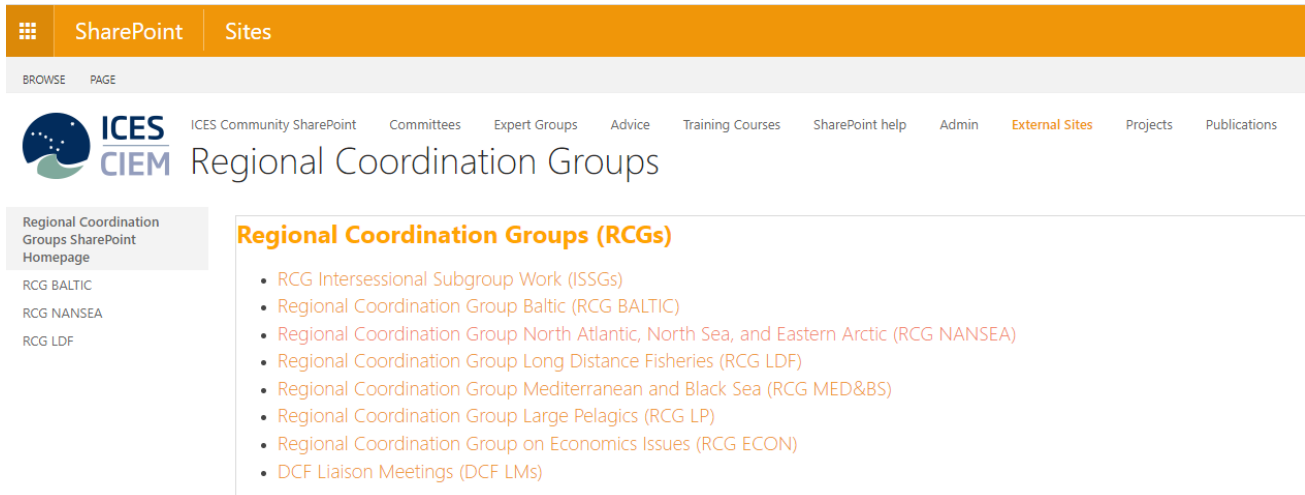 SharePoint Sites
BROWSE PAGE
ICES
CIEM
ICES Community SharePoint Committees Expert Groups Advice Training Courses SharePoint help Admin External Sites Projects Publications
Regional Coordination Groups
Regional Coordination
Groups SharePoint
Homepage
RCG BALTIC
RCG NANSEA
RCG LDF
Regional Coordination Groups (RCGs)
• RCG Intersessional Subgroup Work (ISSGs)
• Regional Coordination Group Baltic (RCG BALTIC)
• Regional Coordination Group North Atlantic, North Sea, and Eastern Arctic (RCG NANSEA)
• Regional Coordination Group Long Distance Fisheries (RCG LDF)
• Regional Coordination Group Mediterranean and Black Sea (RCG MED&BS)
• Regional Coordination Group Large Pelagics (RCG LP)
• Regional Coordination Group on Economics Issues (RCG ECON)
• DCF Liaison Meetings (DCF LMs)